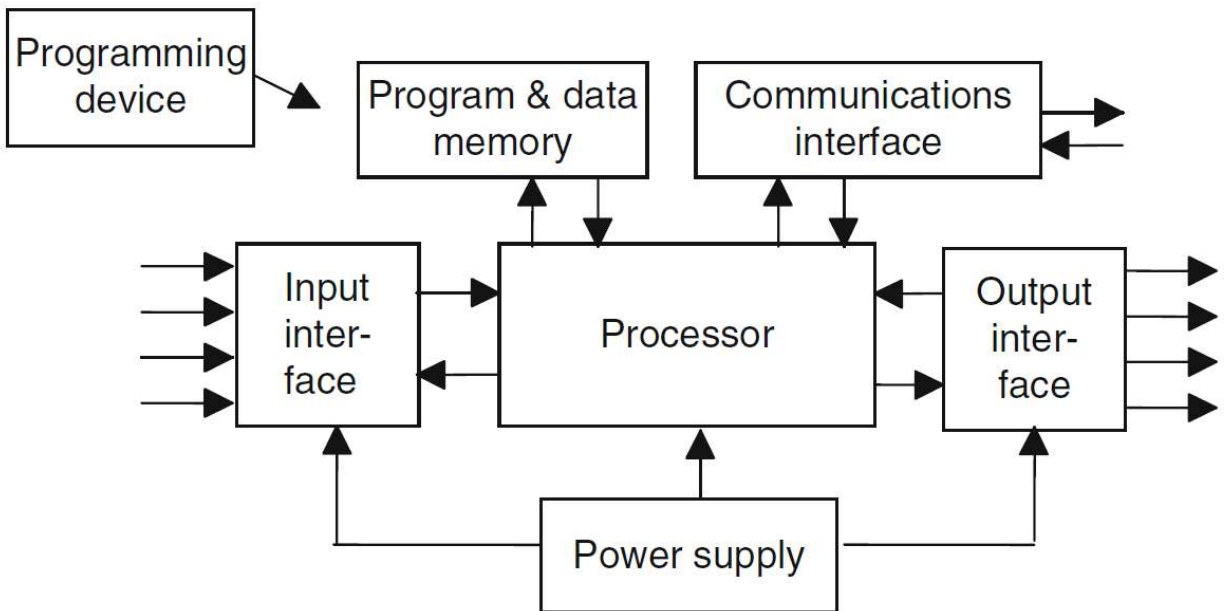 Programming
device
Program & data
memory
Communications
interface
Input
inter-
face
Processor
Output
inter-
face
Power supply